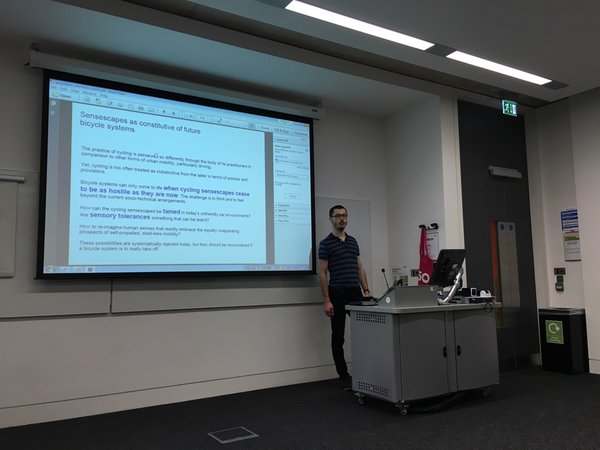 Open
Sensescapes as constitutive of future
bicycle systems
The practice of cycling is perceived so differently through the body of its practitioners in
comparison to other forms of urban mobility, particularly driving.
Yet, cycling is too often treated as indistinctive from the latter in terms of policies and
provisions.
Bicycle systems can only come to life when cycling sensescapes cease
to be as hostile as they are now. The challenge is to think and to feel
beyond the current socio-technical arrangements.
How can the cycling sensescapes be tamed in today's unfriendly car environments?
Are sensory tolerances something that can be learnt?
How to re-imagine human senses that readily embrace the equally unappealing
prospects of self-propelled, shell-less mobility?
These possibilities are systematically rejected today, but they should be reconsidered if
a bicycle system is to really take off.